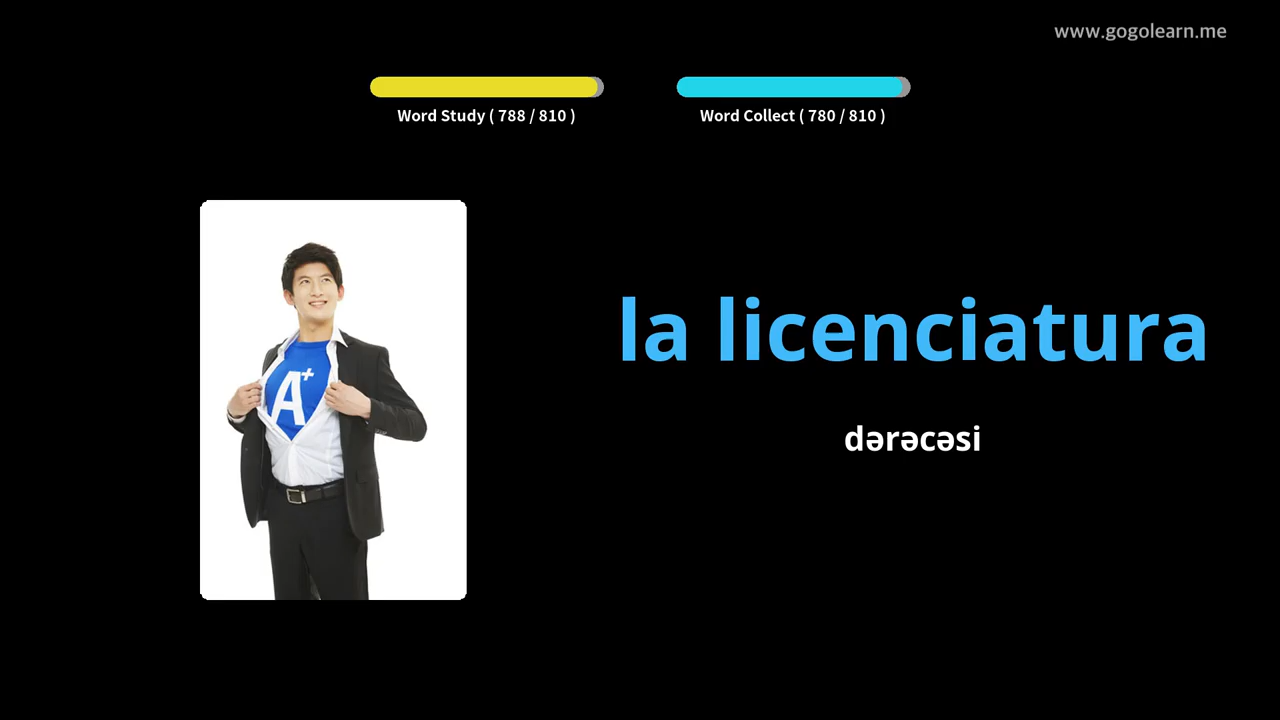 www.gogolearn.me
Word Study ( 788 / 810 )
Word Collect ( 780 / 810 )
A+
la licenciatura
dərəcəsi